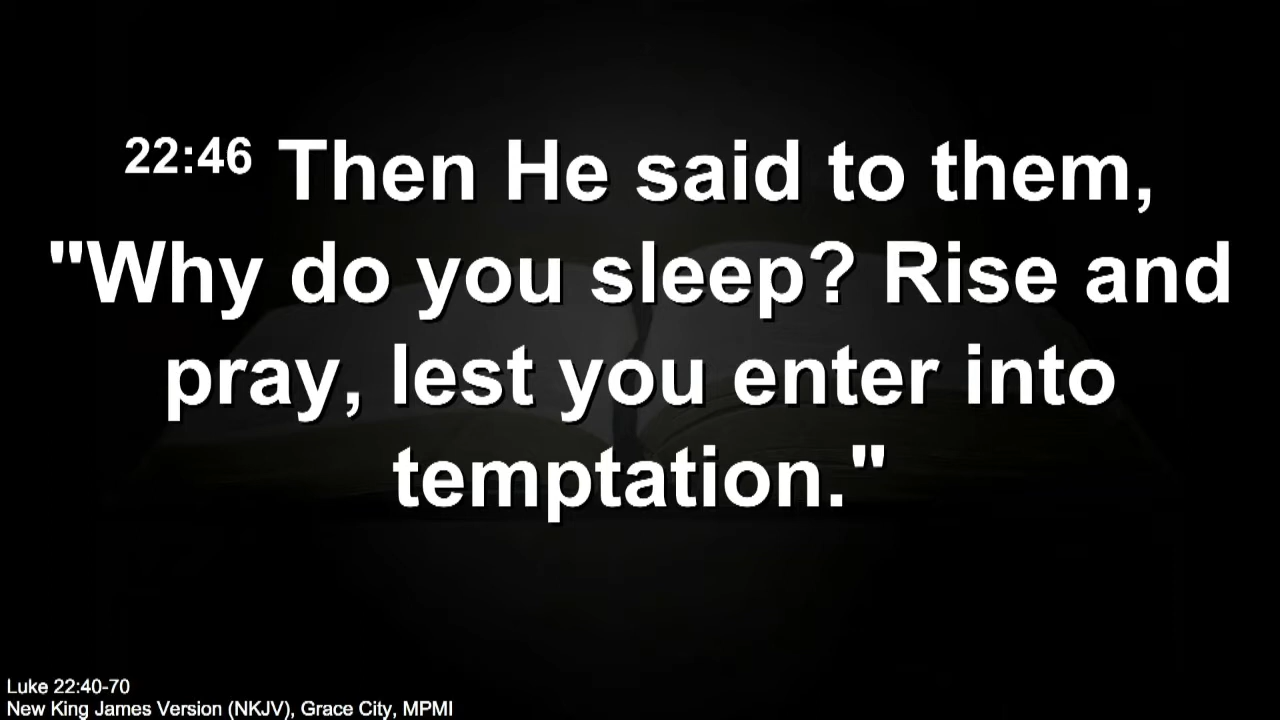 22:46 Then He said to them,
"Why do you sleep? Rise and
pray, lest you enter into
temptation."
Luke 22:40-70
New King James Version (NKJV), Grace City, MPMI